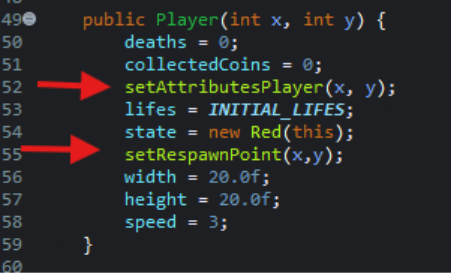 49 public Player(int x, int y) {
50 deaths = 0;
51 collectedCoins = 0;
52 setAttributesPlayer(x, y);
53 lifes = INITIAL_LIFES;
54 state = new Red(this);
55 setRespawnPoint(x,y);
56 width = 20.0f;
57 height = 20.0f;
58 speed = 3;
59 }
60